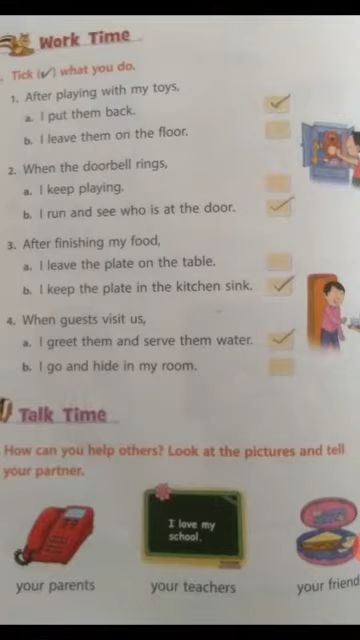 Work Time
Tick (✓) what you do.
1. After playing with my toys,
a. I put them back.
b. I leave them on the floor.
2. When the doorbell rings,
a. I keep playing.
b. I run and see who is at the door.
3. After finishing my food,
a. I leave the plate on the table.
b. I keep the plate in the kitchen sink.
4. When guests visit us,
a. I greet them and serve them water.
b. I go and hide in my room.
Talk Time
How can you help others? Look at the pictures and tell
your partner.
I love my
school.
your parents your teachers your friend